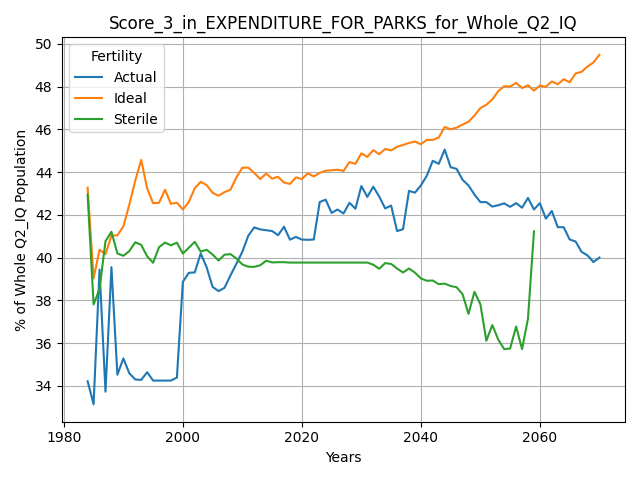 Score_3_in_EXPENDITURE_FOR_PARKS_for_Whole_Q2_IQ
Fertility
Actual
Ideal
Sterile
% of Whole Q2_IQ Population
50
48
46
44
42
40
38
36
34
1980
2000
2020
2040
2060
Years